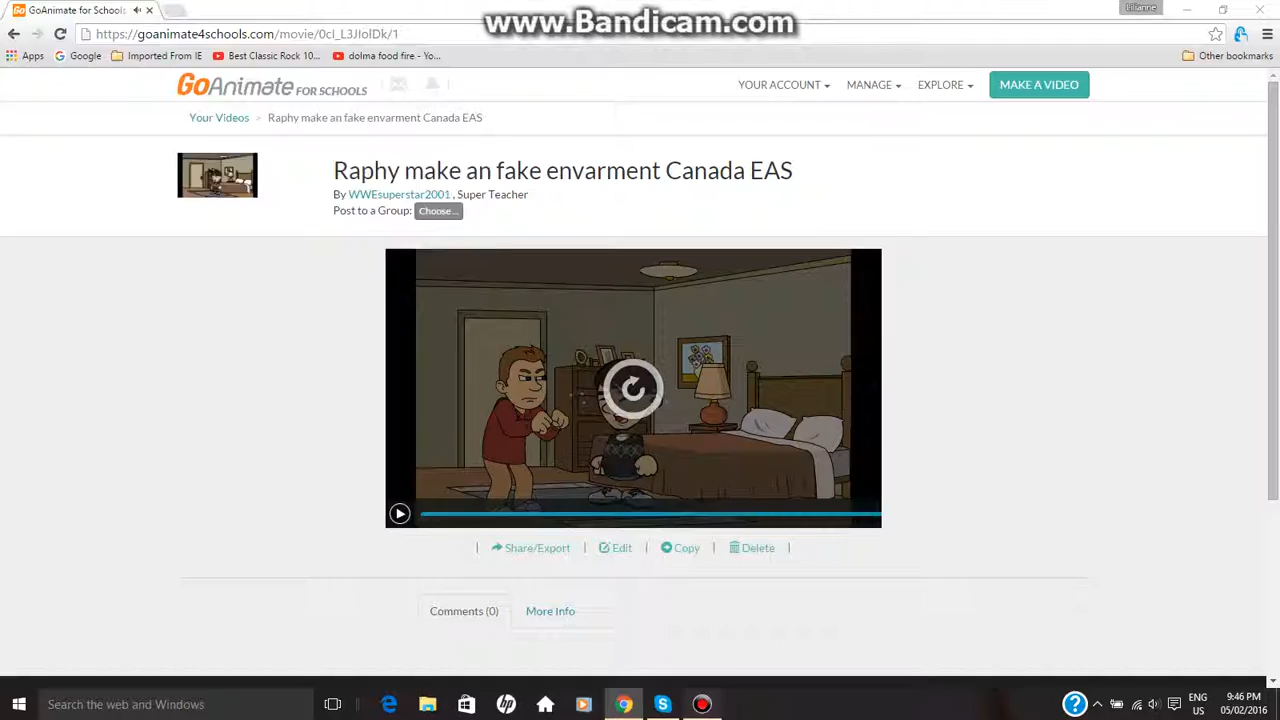 GoAnimate for Schools
Lilianne
www.Bandicam.com
https://goanimate4schools.com/movie/0cI_L3JIoIDk/1
Apps
Google
Imported From IE
Best Classic Rock 10...
dolma food fire - Yo...
Other bookmarks
GoAnimate FOR SCHOOLS
YOUR ACCOUNT
MANAGE
EXPLORE
MAKE A VIDEO
Your Videos > Raphy make an fake envarment Canada EAS
Raphy make an fake envarment Canada EAS
By WWEsuperstar2001 , Super Teacher
Post to a Group: Choose...
| Share/Export | Edit | Copy | Delete |
Comments (0)
More Info
Search the web and Windows
ENG
US
9:46 PM
05/02/2016